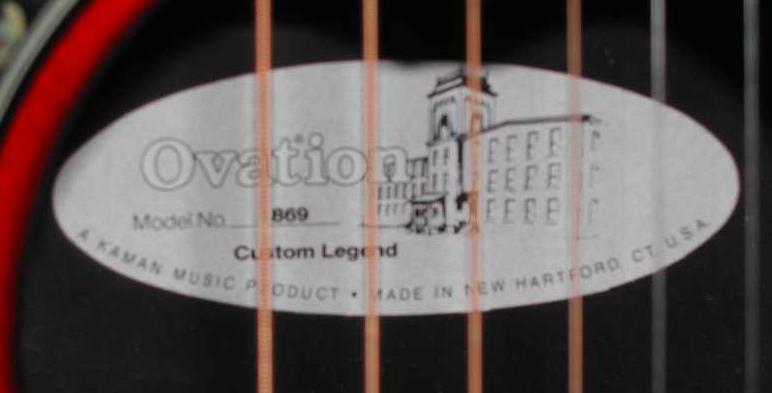 Ovation
Model No. 869
Custom Legend
A KAMAN MUSIC PRODUCT • MADE IN NEW HARTFORD, CT. U.S.A.